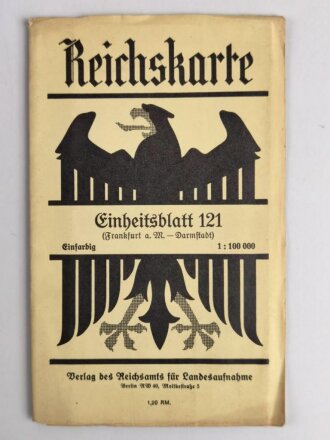 Reichskarte
Einheitsblatt 121
(Frankfurt a. M. — Darmstadt)
Einfarbig 1 : 100 000
Verlag des Reichsamts für Landesaufnahme
Berlin NW 40, Moltkestraße 5
1,20 RM.